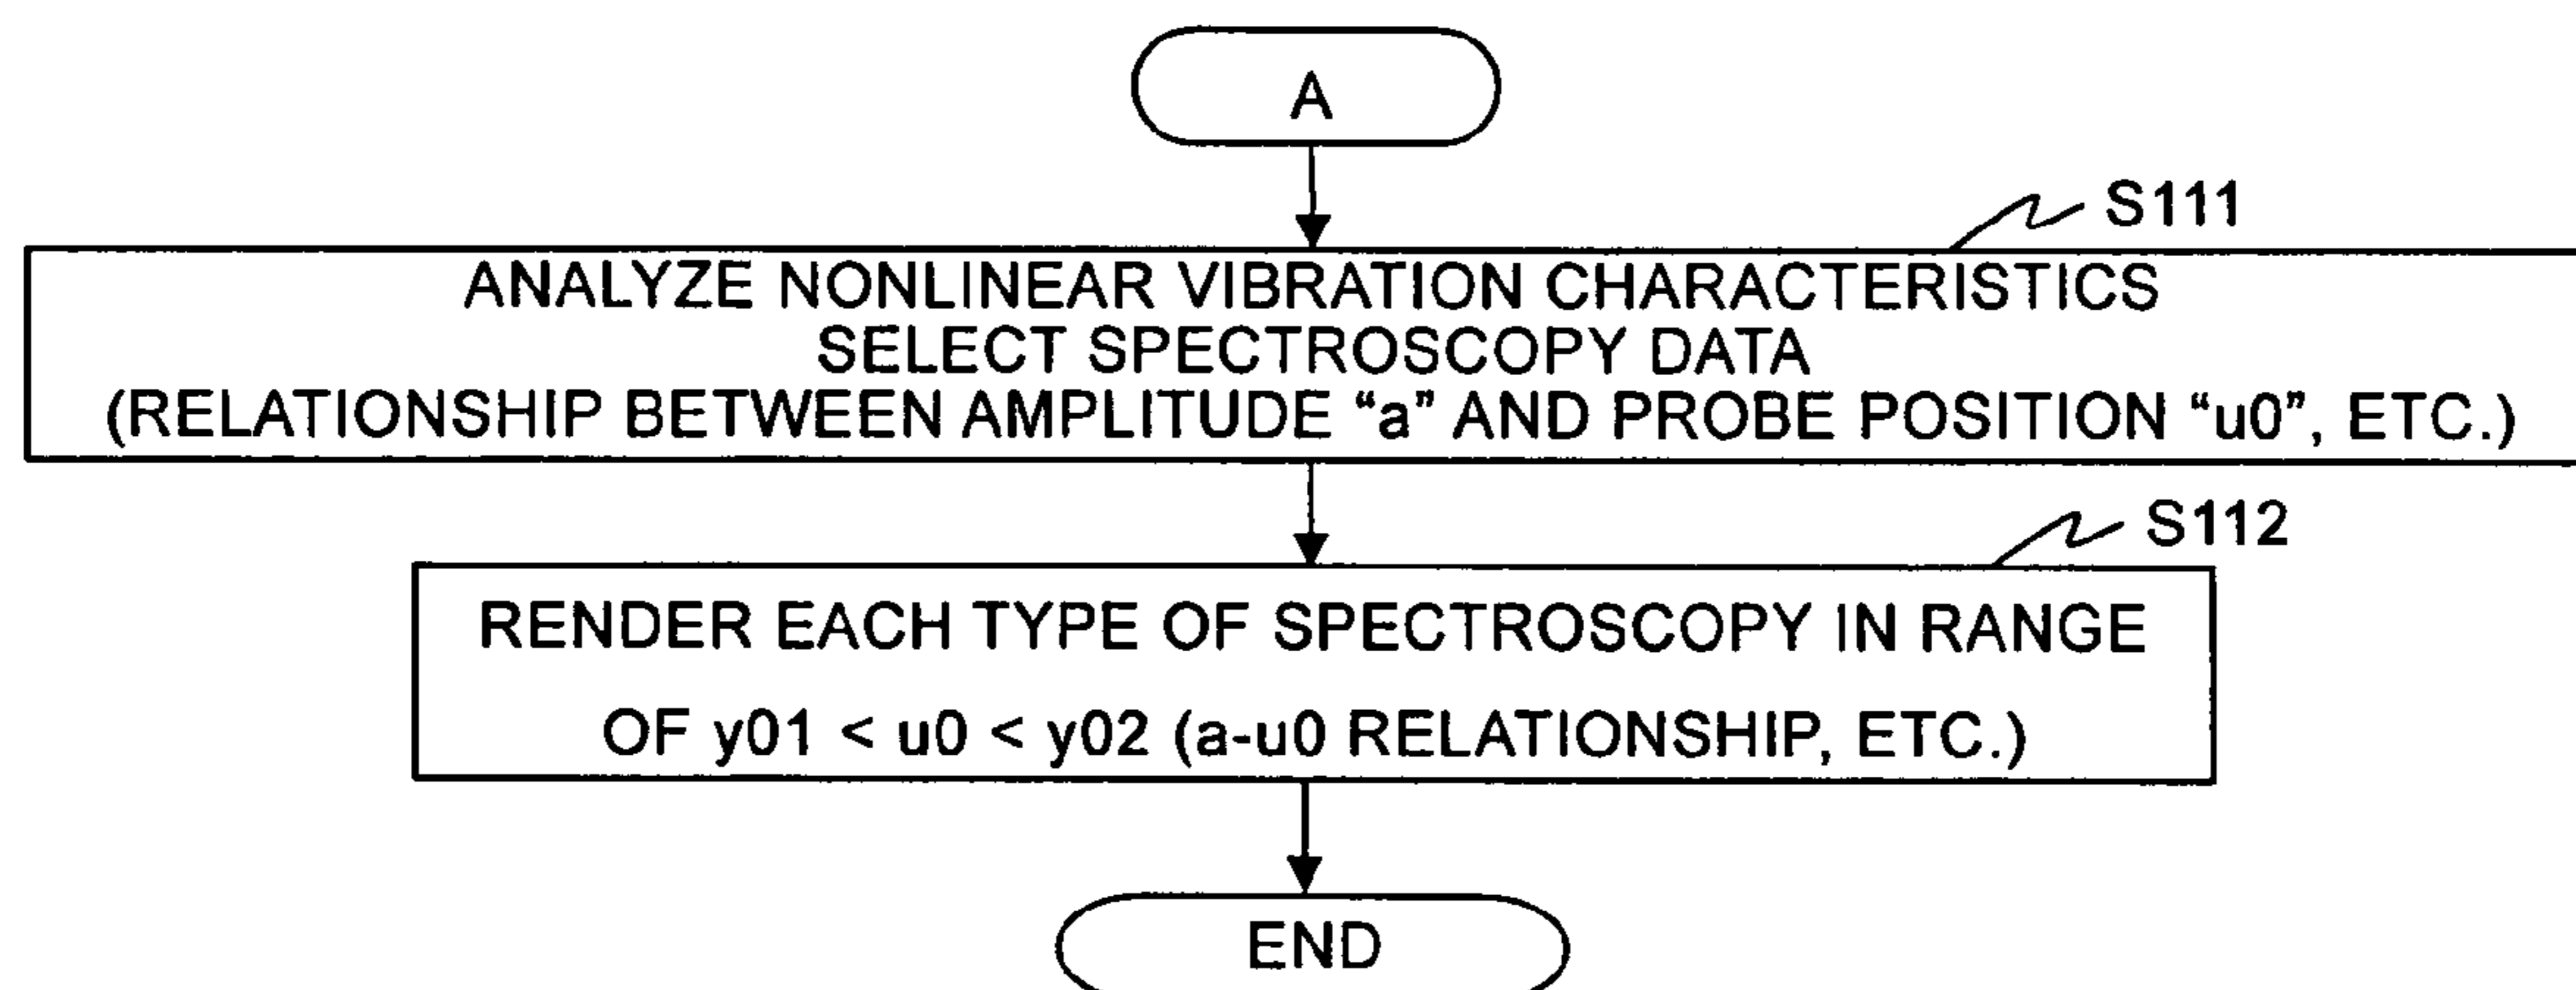 A
S111
ANALYZE NONLINEAR VIBRATION CHARACTERISTICS
SELECT SPECTROSCOPY DATA
(RELATIONSHIP BETWEEN AMPLITUDE “a” AND PROBE POSITION “u0”, ETC.)
S112
RENDER EACH TYPE OF SPECTROSCOPY IN RANGE
OF y01 < u0 < y02 (a-u0 RELATIONSHIP, ETC.)
END